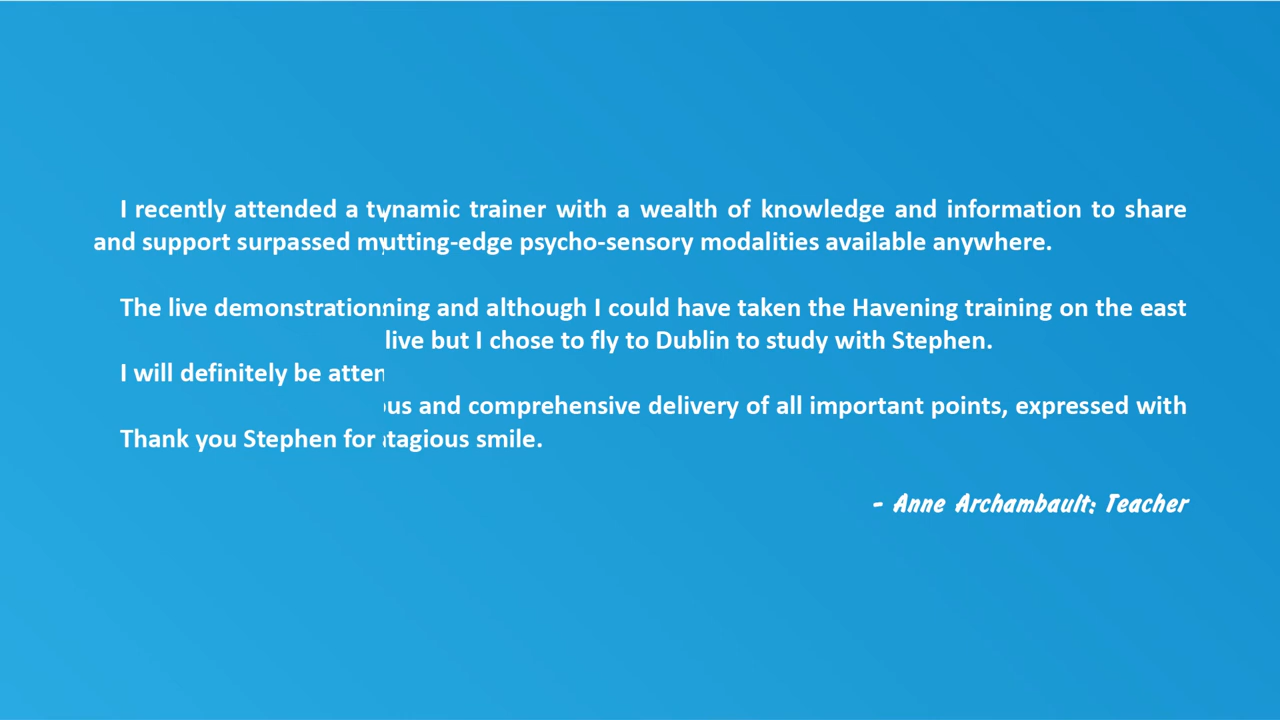 I recently attended a tynamic trainer with a wealth of knowledge and information to share
and support surpassed mutting-edge psycho-sensory modalities available anywhere.
The live demonstrationning and although I could have taken the Havening training on the east
live but I chose to fly to Dublin to study with Stephen.
I will definitely be atten
us and comprehensive delivery of all important points, expressed with
Thank you Stephen for tagious smile.
- Anne Archambault: Teacher